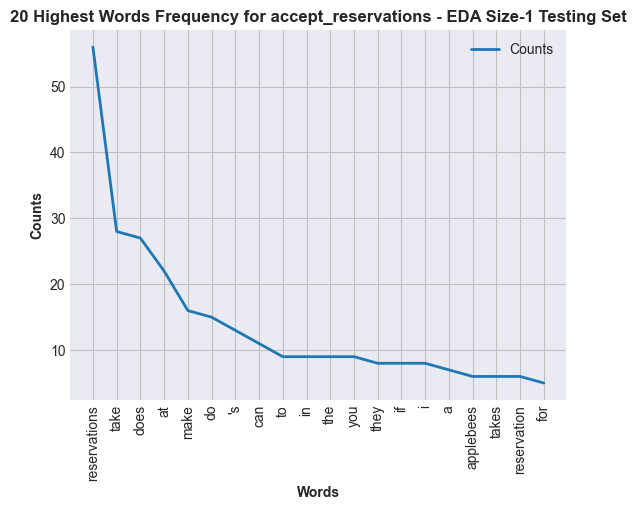 20 Highest Words Frequency for accept_reservations - EDA Size-1 Testing Set
Counts
Counts
50
40
30
20
10
reservations
take
does
at
make
do
's
can
to
in
the
you
they
if
i
a
applebees
takes
reservation
for
Words